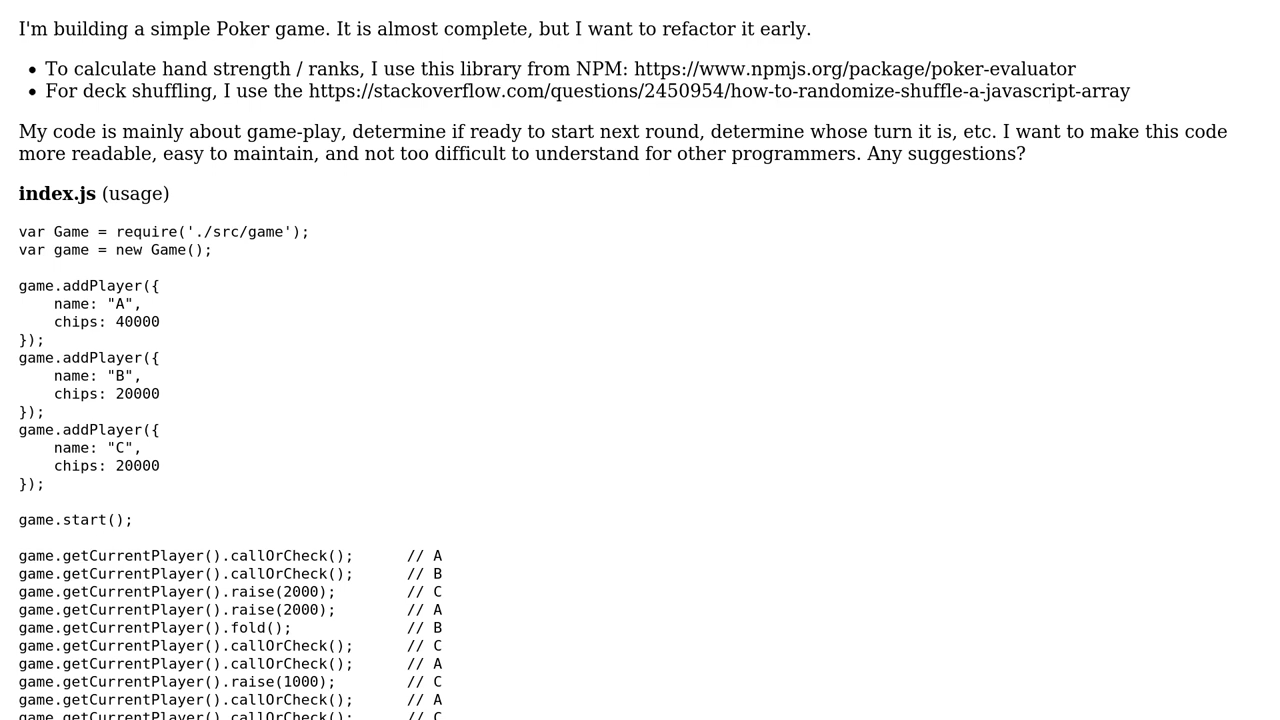 I'm building a simple Poker game. It is almost complete, but I want to refactor it early.
• To calculate hand strength / ranks, I use this library from NPM: https://www.npmjs.org/package/poker-evaluator
• For deck shuffling, I use the https://stackoverflow.com/questions/2450954/how-to-randomize-shuffle-a-javascript-array
My code is mainly about game-play, determine if ready to start next round, determine whose turn it is, etc. I want to make this code
more readable, easy to maintain, and not too difficult to understand for other programmers. Any suggestions?
index.js (usage)
var Game = require('./src/game');
var game = new Game();
game.addPlayer({
    name: "A",
    chips: 40000
});
game.addPlayer({
    name: "B",
    chips: 20000
});
game.addPlayer({
    name: "C",
    chips: 20000
});
game.start();
game.getCurrentPlayer().callOrCheck();      // A
game.getCurrentPlayer().callOrCheck();      // B
game.getCurrentPlayer().raise(2000);        // C
game.getCurrentPlayer().raise(2000);        // A
game.getCurrentPlayer().fold();             // B
game.getCurrentPlayer().callOrCheck();      // C
game.getCurrentPlayer().callOrCheck();      // A
game.getCurrentPlayer().raise(1000);        // C
game.getCurrentPlayer().callOrCheck();      // A
game.getCurrentPlayer().callOrCheck();      // C